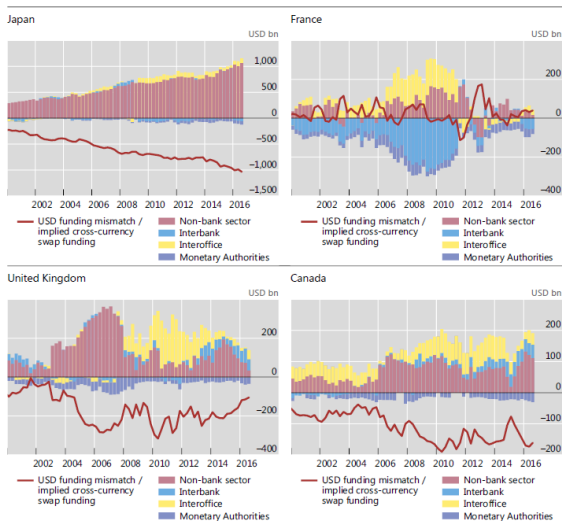 Japan
USD bn
1,000
500
0
–500
–1,000
–1,500
2002 2004 2006 2008 2010 2012 2014 2016
USD funding mismatch /
implied cross-currency
swap funding
Non-bank sector
Interbank
Interoffice
Monetary Authorities
France
USD bn
200
0
–200
–400
2002 2004 2006 2008 2010 2012 2014 2016
USD funding mismatch /
implied cross-currency
swap funding
Non-bank sector
Interbank
Interoffice
Monetary Authorities
United Kingdom
USD bn
200
0
–200
–400
2002 2004 2006 2008 2010 2012 2014 2016
USD funding mismatch /
implied cross-currency
swap funding
Non-bank sector
Interbank
Interoffice
Monetary Authorities
Canada
USD bn
200
100
0
–100
–200
2002 2004 2006 2008 2010 2012 2014 2016
USD funding mismatch /
implied cross-currency
swap funding
Non-bank sector
Interbank
Interoffice
Monetary Authorities